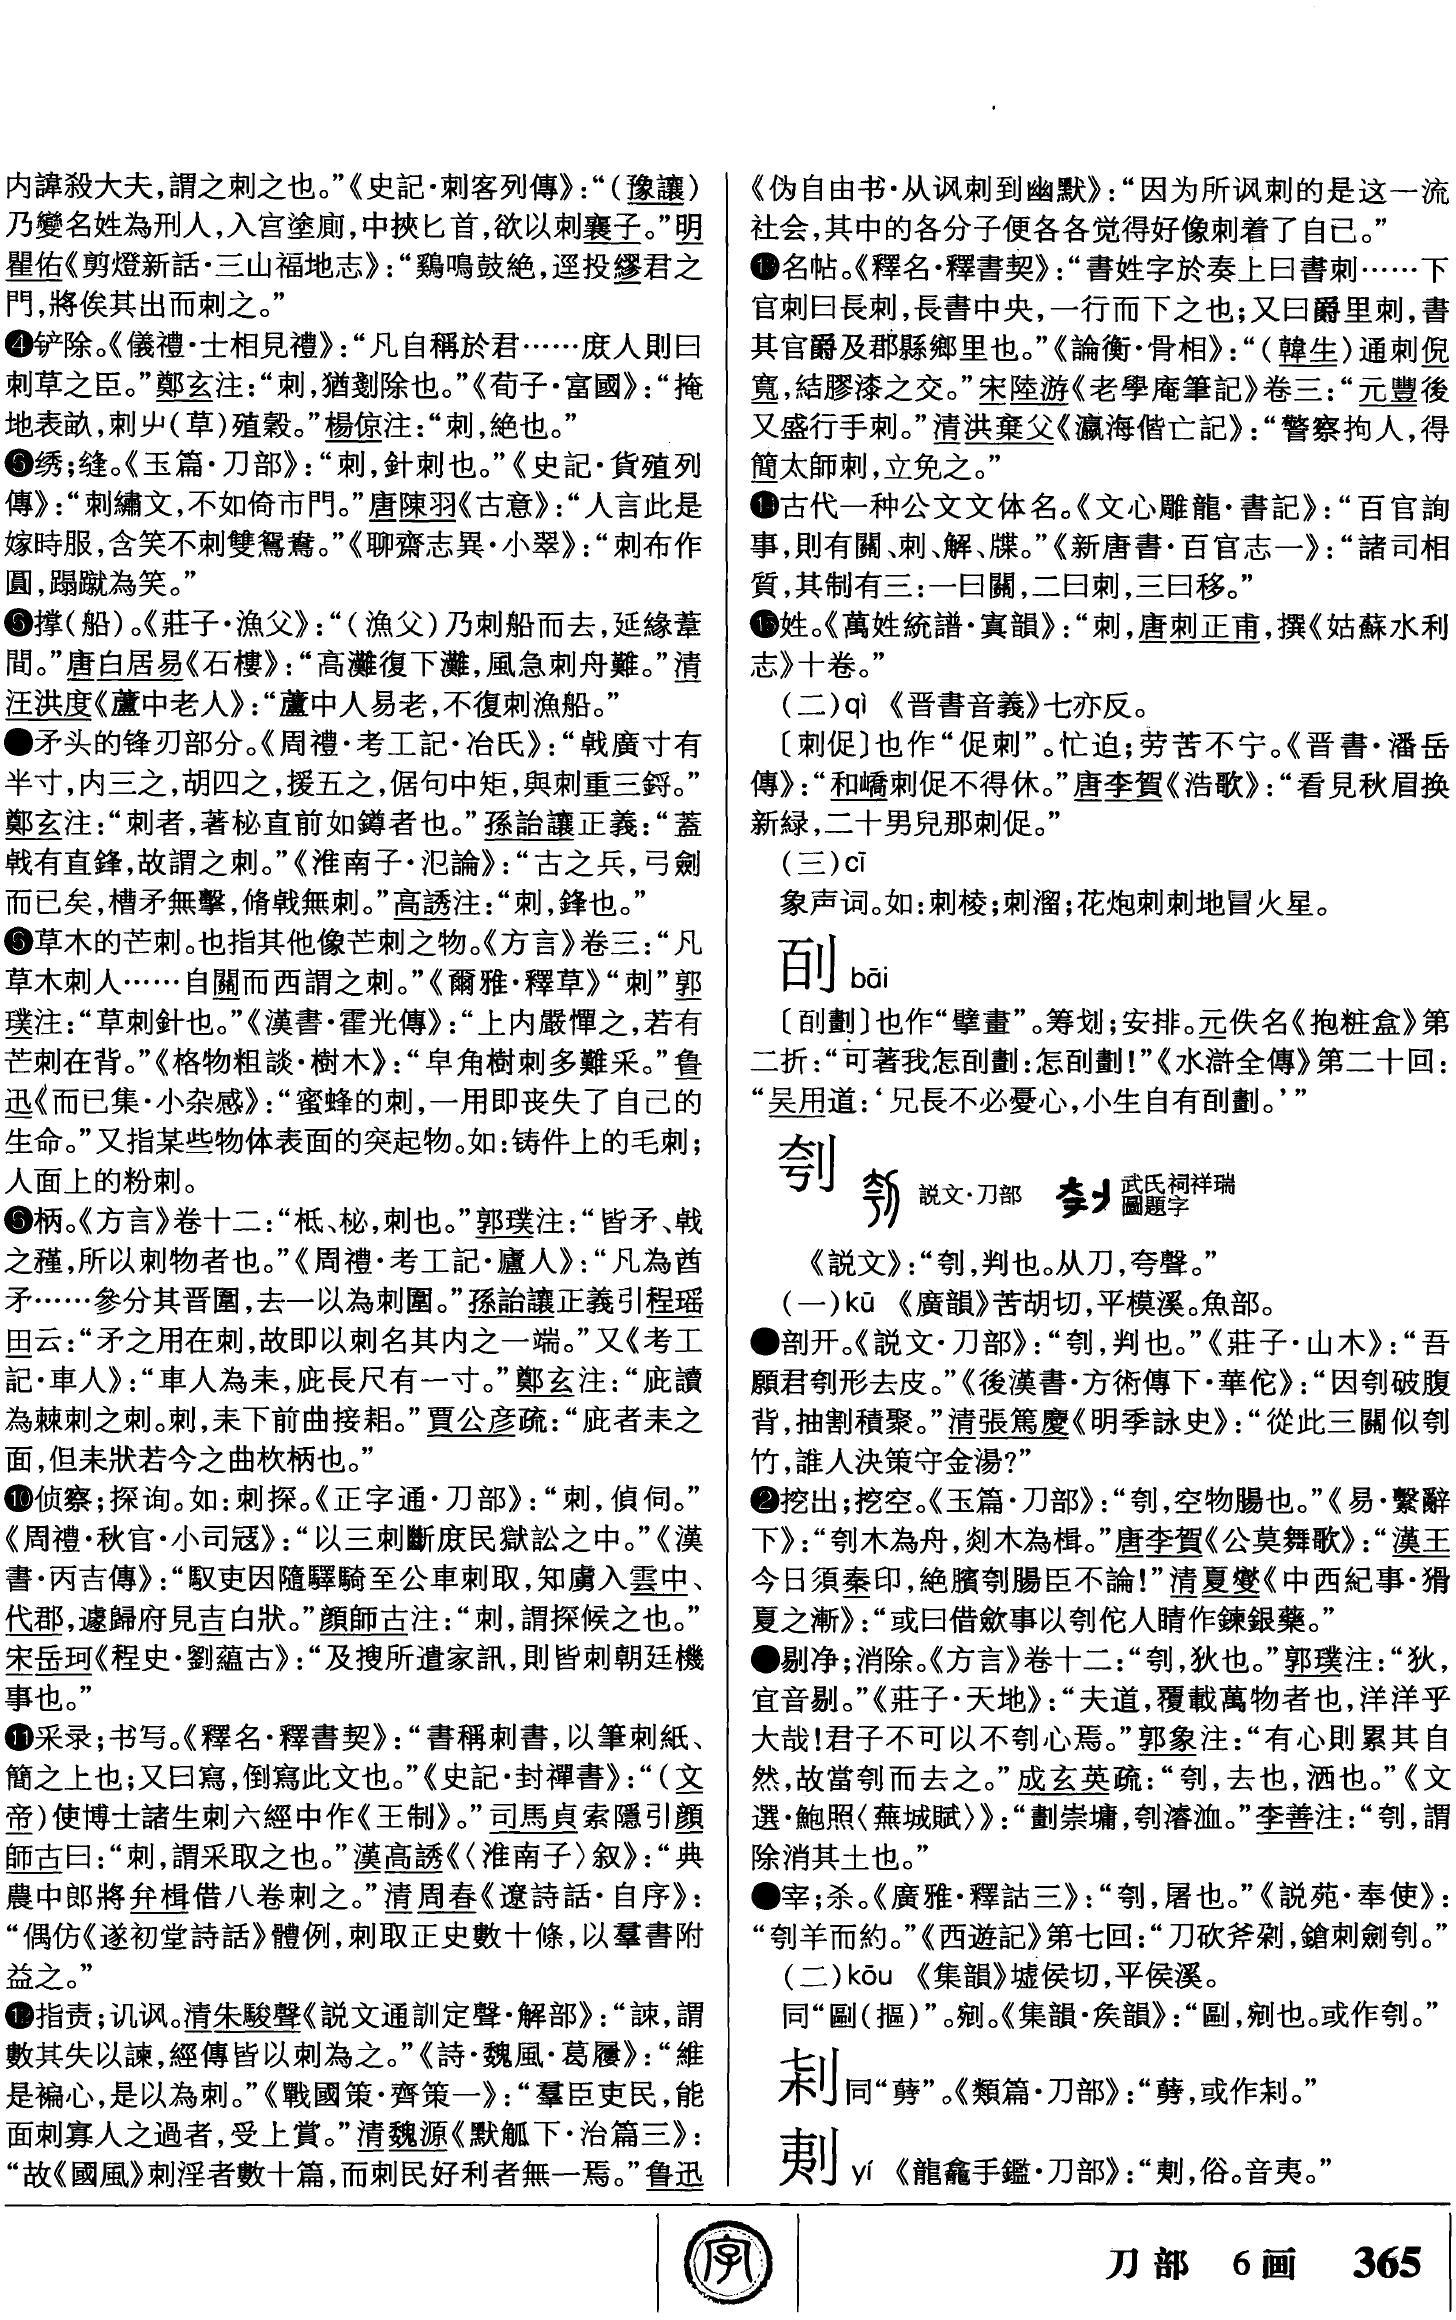 内諱殺大夫，謂之刺之也。”《史記·刺客列傳》：“（豫讓）
乃變名姓為刑人，入宫塗廁，中挾匕首，欲以刺襄子。”明
瞿佑《剪燈新話·三山福地志》：“鷄鳴鼓絶，逕投繆君之
門，將俟其出而刺之。”
❹铲除。《儀禮·士相見禮》：“凡自稱於君……庶人則曰
刺草之臣。”鄭玄注：“刺，猶剗除也。”《荀子·富國》：“掩
地表畝，刺屮（草）殖穀。”楊倞注：“刺，絶也。”
❺绣；缝。《玉篇·刀部》：“刺，針刺也。”《史記·貨殖列
傳》：“刺繡文，不如倚市門。”唐陳羽《古意》：“人言此是
嫁時服，含笑不刺雙鴛鴦。”《聊齋志異·小翠》：“刺布作
圓，蹋蹴為笑。”
撑（船）。《莊子·漁父》：“（漁父）乃刺船而去，延緣葦
間。”唐白居易《石樓》：“高灘復下灘，風急刺舟難。”清
汪洪度《蘆中老人》：“蘆中人易老，不復刺漁船。”
●矛头的锋刃部分。《周禮·考工記·冶氏》：“戟廣寸有
半寸，内三之，胡四之，援五之，倨句中矩，與刺重三鋝。”
鄭玄注：“刺者，著柲直前如鐏者也。”孫詒讓正義：“蓋
戟有直鋒，故謂之刺。”《淮南子·氾論》：“古之兵，弓劍
而已矣，槽矛無擊，脩戟無刺。”高誘注：“刺，鋒也。”
草木的芒刺。也指其他像芒刺之物。《方言》卷三：“凡
草木刺人……自關而西謂之刺。”《爾雅·釋草》“刺”郭
璞注：“草刺針也。”《漢書·霍光傳》：“上内嚴憚之，若有
芒刺在背。”《格物粗談·樹木》：“皁角樹刺多難采。”鲁
迅《而已集·小杂感》：“蜜蜂的刺，一用即丧失了自己的
生命。”又指某些物体表面的突起物。如：铸件上的毛刺；
人面上的粉刺。
柄。《方言》卷十二：“柢、柲，刺也。”郭璞注：“皆矛、戟
之䅣，所以刺物者也。”《周禮·考工記·廬人》：“凡為酋
矛……參分其晋圍，去一以為刺圍。”孫詒讓正義引程瑶
田云：“矛之用在刺，故即以刺名其内之一端。”又《考工
記·車人》：“車人為耒，庛長尺有一寸。”鄭玄注：“庛讀
為棘刺之刺。刺，耒下前曲接耜。”賈公彦疏：“庛者耒之
面，但耒狀若今之曲杴柄也。”
❿侦察；探询。如：刺探。《正字通·刀部》：“刺，偵伺。”
《周禮·秋官·小司冦》：“以三刺斷庶民獄訟之中。”《漢
書·丙吉傳》：“馭吏因隨驛騎至公車刺取，知虜入雲中、
代郡，遽歸府見吉白狀。”顔師古注：“刺，謂探候之也。”
宋岳珂《桯史·劉藴古》：“及搜所遣家訊，則皆刺朝廷機
事也。”
⓫采录；书写。《釋名·釋書契》：“書稱刺書，以筆刺紙、
簡之上也；又曰寫，倒寫此文也。”《史記·封禪書》：“（文
帝）使博士諸生刺六經中作《王制》。”司馬貞索隱引顔
師古曰：“刺，謂采取之也。”漢高誘《〈淮南子〉叙》：“典
農中郎將弁楫借八卷刺之。”清周春《遼詩話·自序》：
“偶仿《遂初堂詩話》體例，刺取正史數十條，以羣書附
益之。”
指责；讥讽。清朱駿聲《説文通訓定聲·解部》：“諫，謂
數其失以諫，經傳皆以刺為之。”《詩·魏風·葛屨》：“維
是褊心，是以為刺。”《戰國策·齊策一》：“羣臣吏民，能
面刺寡人之過者，受上賞。”清魏源《默觚下·治篇三》：
“故《國風》刺淫者數十篇，而刺民好利者無一焉。”鲁迅
《伪自由书·从讽刺到幽默》：“因为所讽刺的是这一流
社会，其中的各分子便各各觉得好像刺着了自己。”
名帖。《釋名·釋書契》：“書姓字於奏上曰書刺……下
官刺曰長刺，長書中央，一行而下之也；又曰爵里刺，書
其官爵及郡縣鄉里也。”《論衡·骨相》：“（韓生）通刺倪
寬，結膠漆之交。”宋陸游《老學庵筆記》卷三：“元豐後
又盛行手刺。”清洪棄父《瀛海偕亡記》：“警察拘人，得
簡太師刺，立免之。”
古代一种公文文体名。《文心雕龍·書記》：“百官詢
事，則有關、刺、解、牒。”《新唐書·百官志一》：“諸司相
質，其制有三：一曰關，二曰刺，三曰移。”
姓。《萬姓統譜·寘韻》：“刺，唐刺正甫，撰《姑蘇水利
志》十卷。”
（二）qì 《晋書音義》七亦反。
〔刺促〕也作“促刺”。忙迫；劳苦不宁。《晋書·潘岳
傳》：“和嶠刺促不得休。”唐李賀《浩歌》：“看見秋眉换
新緑，二十男兒那刺促。”
（三）cī
象声词。如：刺棱；刺溜；花炮刺刺地冒火星。
刮 bāi
〔刮劃〕也作“擘畫”。筹划；安排。元佚名《抱粧盒》第
二折：“可著我怎刮劃：怎刮劃！”《水滸全傳》第二十回：
“吴用道：‘兄長不必憂心，小生自有刮劃。’”
刳 説文·刀部 武氏祠祥瑞
圖題字
《説文》：“刳，判也。从刀，夸聲。”
（一）kū 《廣韻》苦胡切，平模溪。魚部。
●剖开。《説文·刀部》：“刳，判也。”《莊子·山木》：“吾
願君刳形去皮。”《後漢書·方術傳下·華佗》：“因刳破腹
背，抽割積聚。”清張篤慶《明季詠史》：“從此三關似刳
竹，誰人決策守金湯？”
❷挖出；挖空。《玉篇·刀部》：“刳，空物腸也。”《易·繫辭
下》：“刳木為舟，剡木為楫。”唐李賀《公莫舞歌》：“漢王
今日須秦印，絶臏刳腸臣不論！”清夏燮《中西紀事·猾
夏之漸》：“或曰借斂事以刳佗人睛作鍊銀藥。”
●剔净；消除。《方言》卷十二：“刳，狄也。”郭璞注：“狄，
宜音剔。”《莊子·天地》：“夫道，覆載萬物者也，洋洋乎
大哉！君子不可以不刳心焉。”郭象注：“有心則累其自
然，故當刳而去之。”成玄英疏：“刳，去也，洒也。”《文
選·鮑照〈蕪城賦〉》：“劃崇墉，刳濬洫。”李善注：“刳，謂
除消其土也。”
●宰；杀。《廣雅·釋詁三》：“刳，屠也。”《説苑·奉使》：
“刳羊而約。”《西遊記》第七回：“刀砍斧剁，鎗刺劍刳。”
（二）kōu 《集韻》墟侯切，平侯溪。
同“剾（摳）”。剜。《集韻·矦韻》：“剾，剜也。或作刳。”
同“剺”。《類篇·刀部》：“剺，或作”
yí 《龍龕手鑑·刀部》：“，俗。音夷。”
字
刀部 6画 365